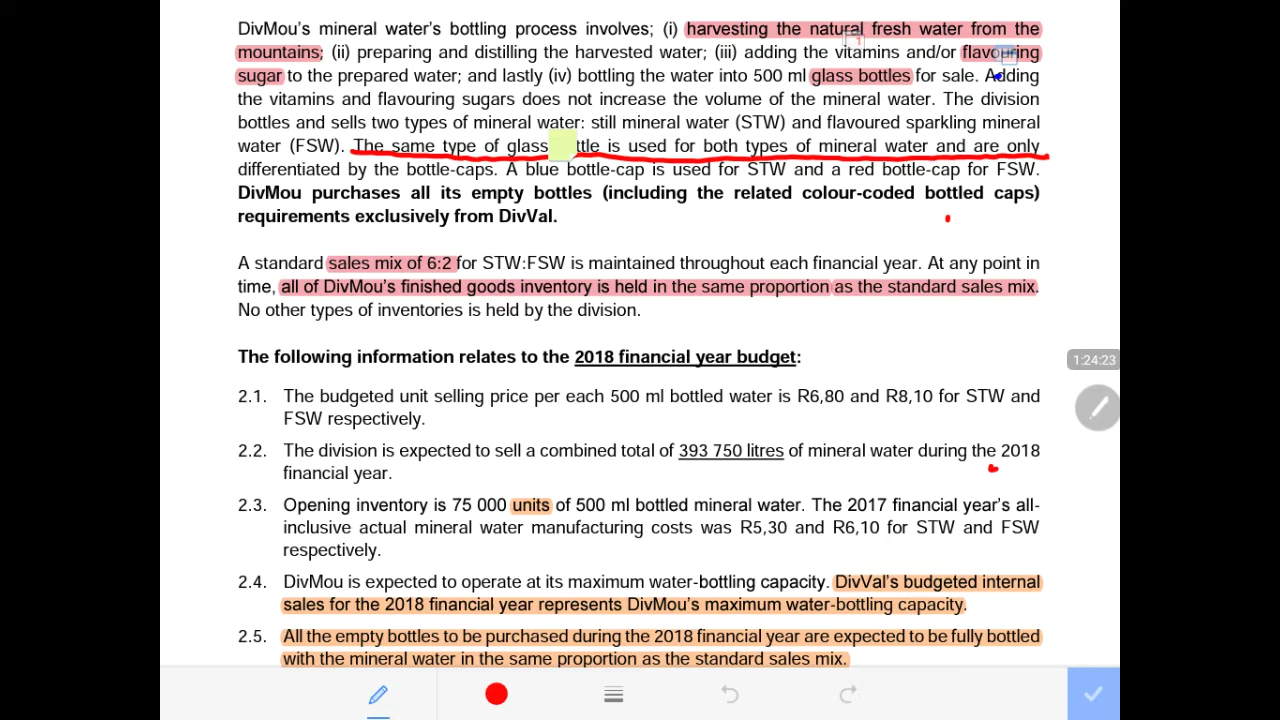 DivMou's mineral water's bottling process involves; (i) harvesting the natural fresh water from the
mountains; (ii) preparing and distilling the harvested water; (iii) adding the vitamins and/or flavouring
sugar to the prepared water; and lastly (iv) bottling the water into 500 ml glass bottles for sale. Adding
the vitamins and flavouring sugars does not increase the volume of the mineral water. The division
bottles and sells two types of mineral water: still mineral water (STW) and flavoured sparkling mineral
water (FSW). The same type of glass ttle is used for both types of mineral water and are only
differentiated by the bottle-caps. A blue bottle-cap is used for STW and a red bottle-cap for FSW.
DivMou purchases all its empty bottles (including the related colour-coded bottled caps)
requirements exclusively from DivVal.
A standard sales mix of 6:2 for STW:FSW is maintained throughout each financial year. At any point in
time, all of DivMou's finished goods inventory is held in the same proportion as the standard sales mix.
No other types of inventories is held by the division.
The following information relates to the 2018 financial year budget:
1:24:23
2.1. The budgeted unit selling price per each 500 ml bottled water is R6,80 and R8,10 for STW and
FSW respectively.
2.2. The division is expected to sell a combined total of 393 750 litres of mineral water during the 2018
financial year.
2.3. Opening inventory is 75 000 units of 500 ml bottled mineral water. The 2017 financial year's all-
inclusive actual mineral water manufacturing costs was R5,30 and R6,10 for STW and FSW
respectively.
2.4. DivMou is expected to operate at its maximum water-bottling capacity. DivVal's budgeted internal
sales for the 2018 financial year represents DivMou's maximum water-bottling capacity.
2.5. All the empty bottles to be purchased during the 2018 financial year are expected to be fully bottled
with the mineral water in the same proportion as the standard sales mix.